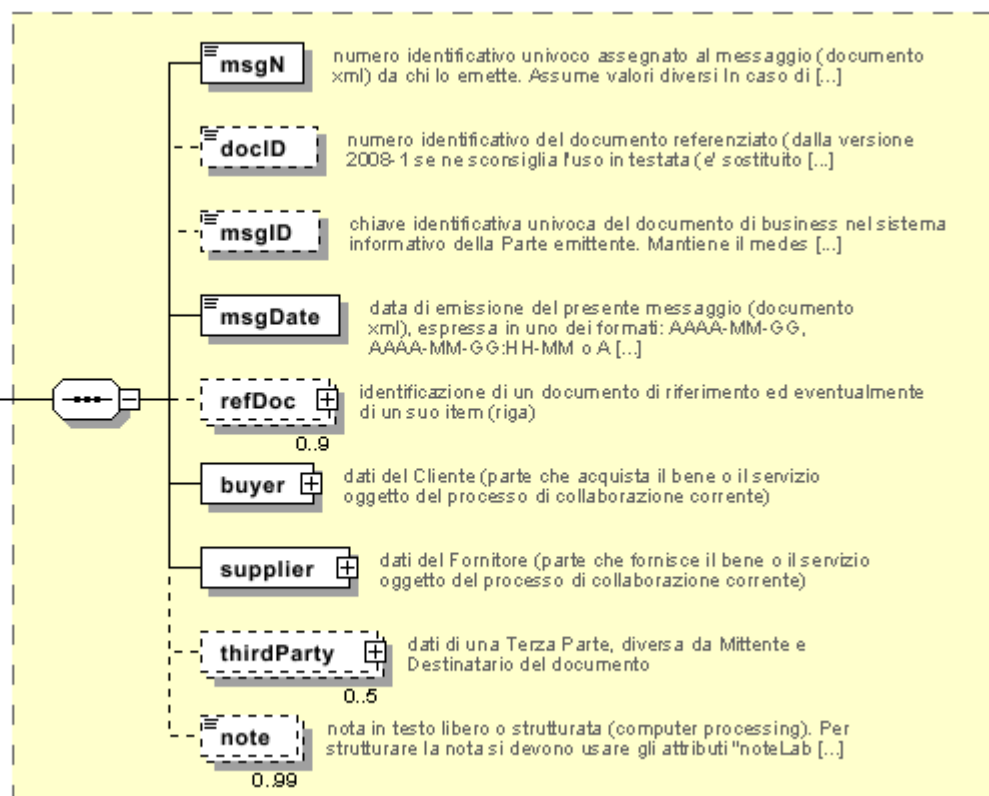 msgN
numero identificativo univoco assegnato al messaggio (documento
xml) da chi lo emette. Assume valori diversi In caso di [...]
docID
numero identificativo del documento referenziato (dalla versione
2008-1 se ne sconsiglia l'uso in testata (e' sostituito [...]
msgID
chiave identificativa univoca del documento di business nel sistema
informativo della Parte emittente. Mantiene il medes [...]
msgDate
data di emissione del presente messaggio (documento
xml), espressa in uno dei formati: AAAA-MM-GG,
AAAA-MM-GG:HH-MM o A [...]
refDoc
identificazione di un documento di riferimento ed eventualmente
di un suo item (riga)
0..9
buyer
dati del Cliente (parte che acquista il bene o il servizio
oggetto del processo di collaborazione corrente)
supplier
dati del Fornitore (parte che fornisce il bene o il servizio
oggetto del processo di collaborazione corrente)
thirdParty
dati di una Terza Parte, diversa da Mittente e
Destinatario del documento
0..5
note
nota in testo libero o strutturata (computer processing). Per
strutturare la nota si devono usare gli attributi "noteLab [...]
0..99